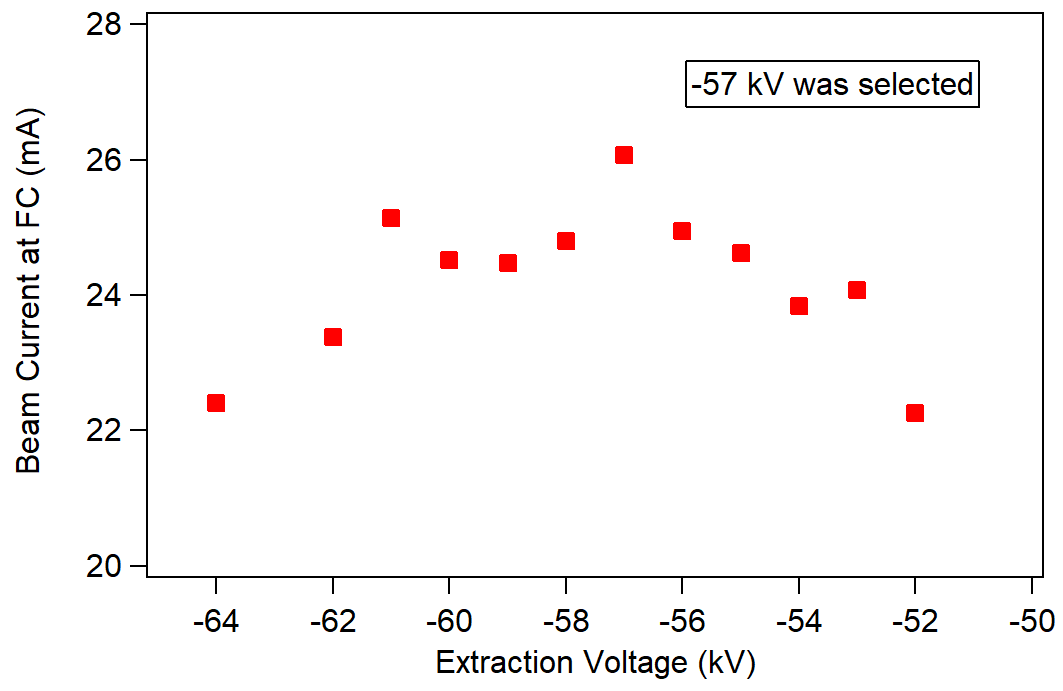 28
-57 kV was selected
26
24
22
20
Beam Current at FC (mA)
-64 -62 -60 -58 -56 -54 -52 -50
Extraction Voltage (kV)